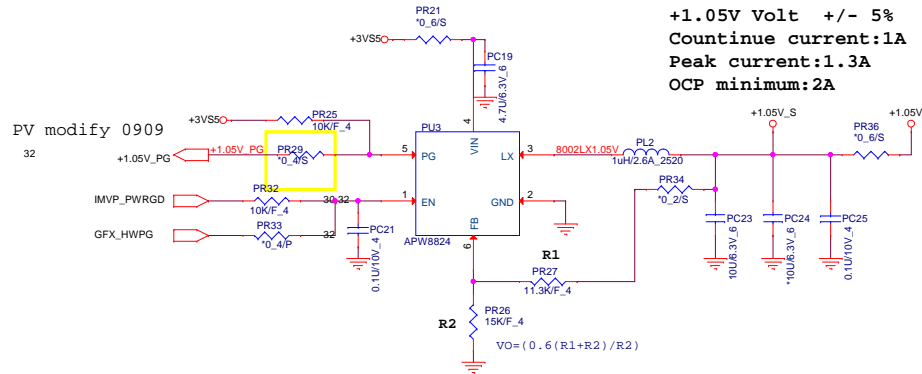 PR21
*0_6/S
+3VS5
PC19
4.7U/6.3V_6
+1.05V Volt +/- 5%
Countinue current:1A
Peak current:1.3A
OCP minimum:2A
+3VS5
PR25
10K/F_4
PU3
4
VIN
+1.05V_S
+1.05V
PV modify 0909
32
+1.05V_PG
+1.05V_PG
PR29
*0_4/S
5
PG
LX
3
8002LX1.05V
PL2
1uH/2.6A_2520
PR36
*0_6/S
PR34
*0_2/S
IMVP_PWRGD
PR32
10K/F_4
30,32
1
EN
GND
2
GFX_HWPG
PR33
*0_4/P
32
PC21
0.1U/10V_4
FB
APW8824
6
PC23
10U/6.3V_6
PC24
*10U/6.3V_6
PC25
0.1U/10V_4
R1
PR27
11.3K/F_4
R2
PR26
15K/F_4
VO=(0.6(R1+R2)/R2)